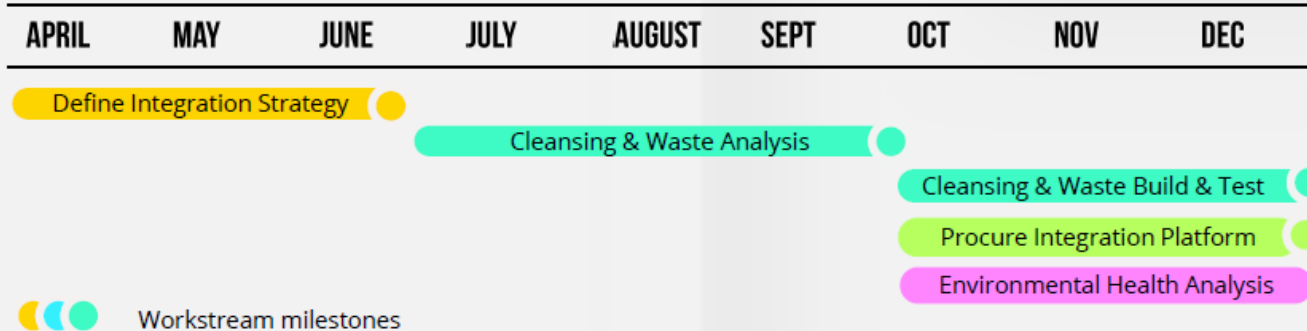 APRIL MAY JUNE JULY AUGUST SEPT OCT NOV DEC
Define Integration Strategy
Cleansing & Waste Analysis
Cleansing & Waste Build & Test
Procure Integration Platform
Environmental Health Analysis
Workstream milestones